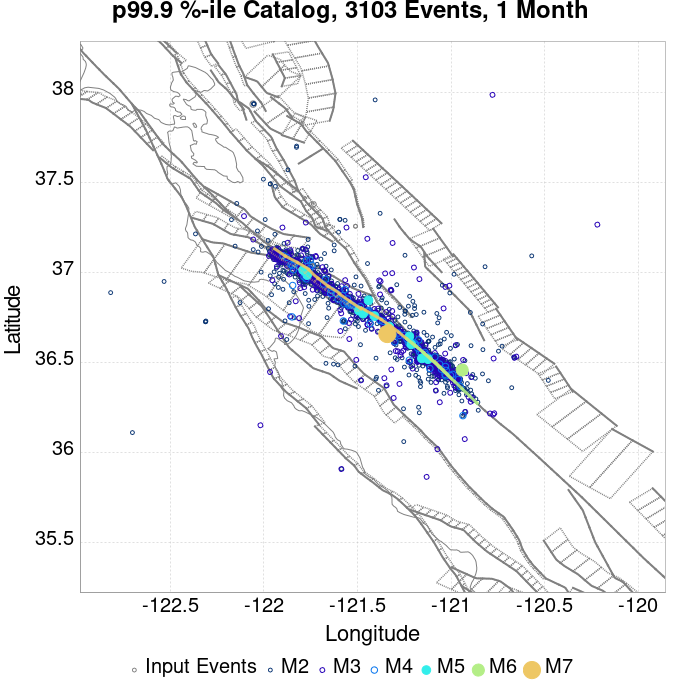 p99.9 %-ile Catalog, 3103 Events, 1 Month
38
37.5
37
36.5
36
35.5
Latitude
-122.5 -122 -121.5 -121 -120.5 -120
Longitude
Input Events M2 M3 M4 M5 M6 M7